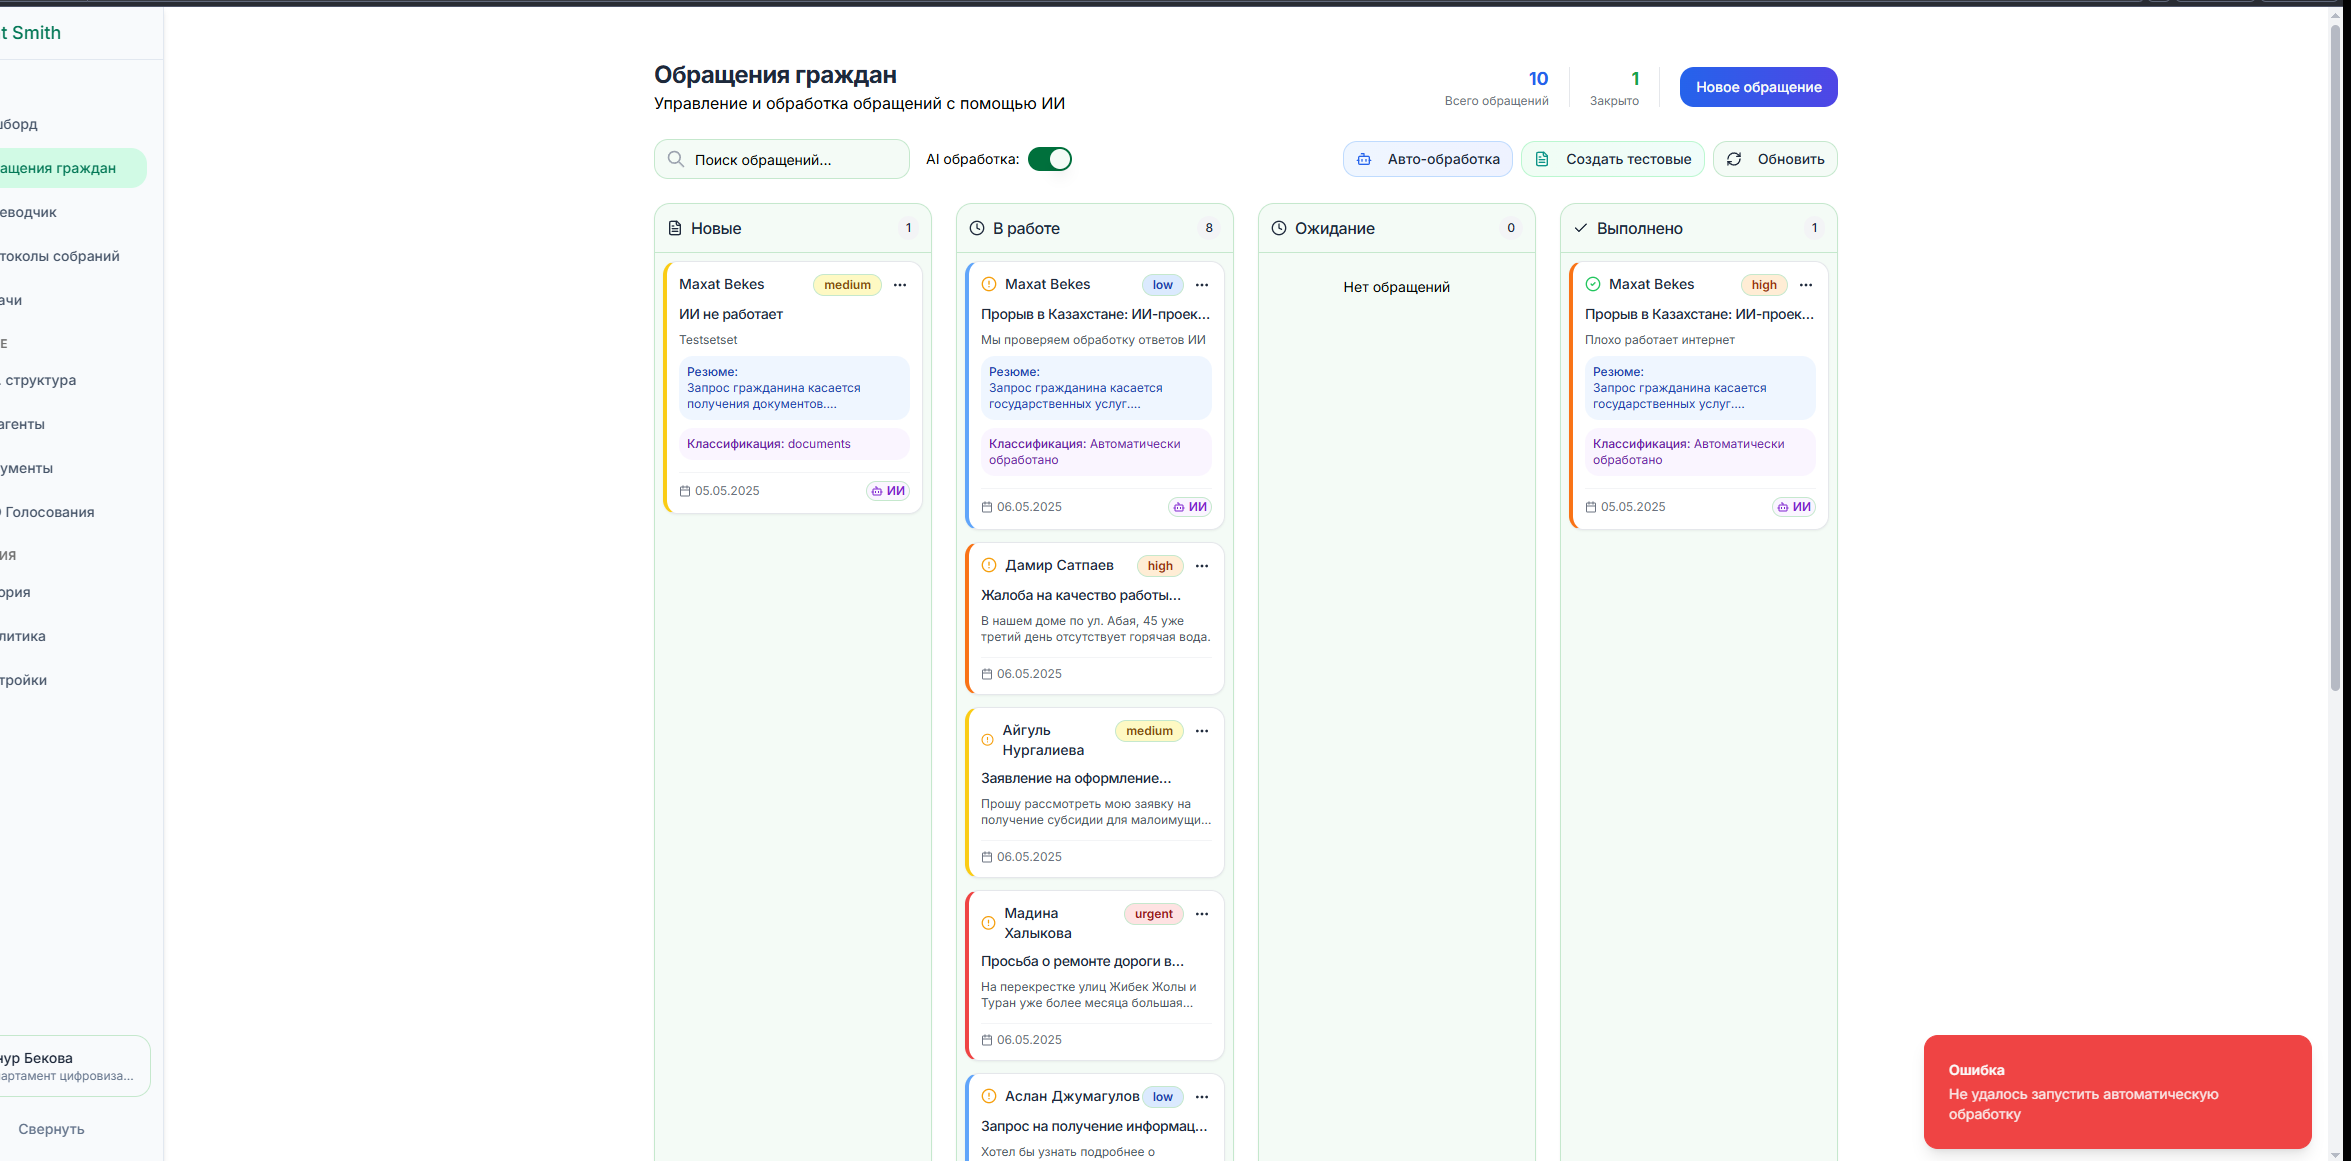 t Smith
шборд
ащения граждан
еводчик
токолы собраний
ачи
Е
структура
агенты
ументы
Голосования
ия
ория
литика
тройки
нур Бекова
артамент цифровиза...
Свернуть
Обращения граждан
Управление и обработка обращений с помощью ИИ
10
Всего обращений
1
Закрыто
Новое обращение
Поиск обращений...
AI обработка:
Авто-обработка
Создать тестовые
Обновить
Новые 1
Maxat Bekes medium
ИИ не работает
Testsetset
Резюме:
Запрос гражданина касается
получения документов....
Классификация: documents
05.05.2025 ИИ
В работе 8
Maxat Bekes low
Прорыв в Казахстане: ИИ-проек...
Мы проверяем обработку ответов ИИ
Резюме:
Запрос гражданина касается
государственных услуг....
Классификация: Автоматически
обработано
06.05.2025 ИИ
Дамир Сатпаев high
Жалоба на качество работы...
В нашем доме по ул. Абая, 45 уже
третий день отсутствует горячая вода.
06.05.2025
Айгуль
Нургалиева
medium
Заявление на оформление...
Прошу рассмотреть мою заявку на
получение субсидии для малоимущи...
06.05.2025
Мадина
Халыкова
urgent
Просьба о ремонте дороги в...
На перекрестке улиц Жибек Жолы и
Туран уже более месяца большая...
06.05.2025
Аслан Джумагулов low
Запрос на получение информац...
Хотел бы узнать подробнее о
Ожидание 0
Нет обращений
Выполнено 1
Maxat Bekes high
Прорыв в Казахстане: ИИ-проек...
Плохо работает интернет
Резюме:
Запрос гражданина касается
государственных услуг....
Классификация: Автоматически
обработано
05.05.2025 ИИ
Ошибка
Не удалось запустить автоматическую
обработку